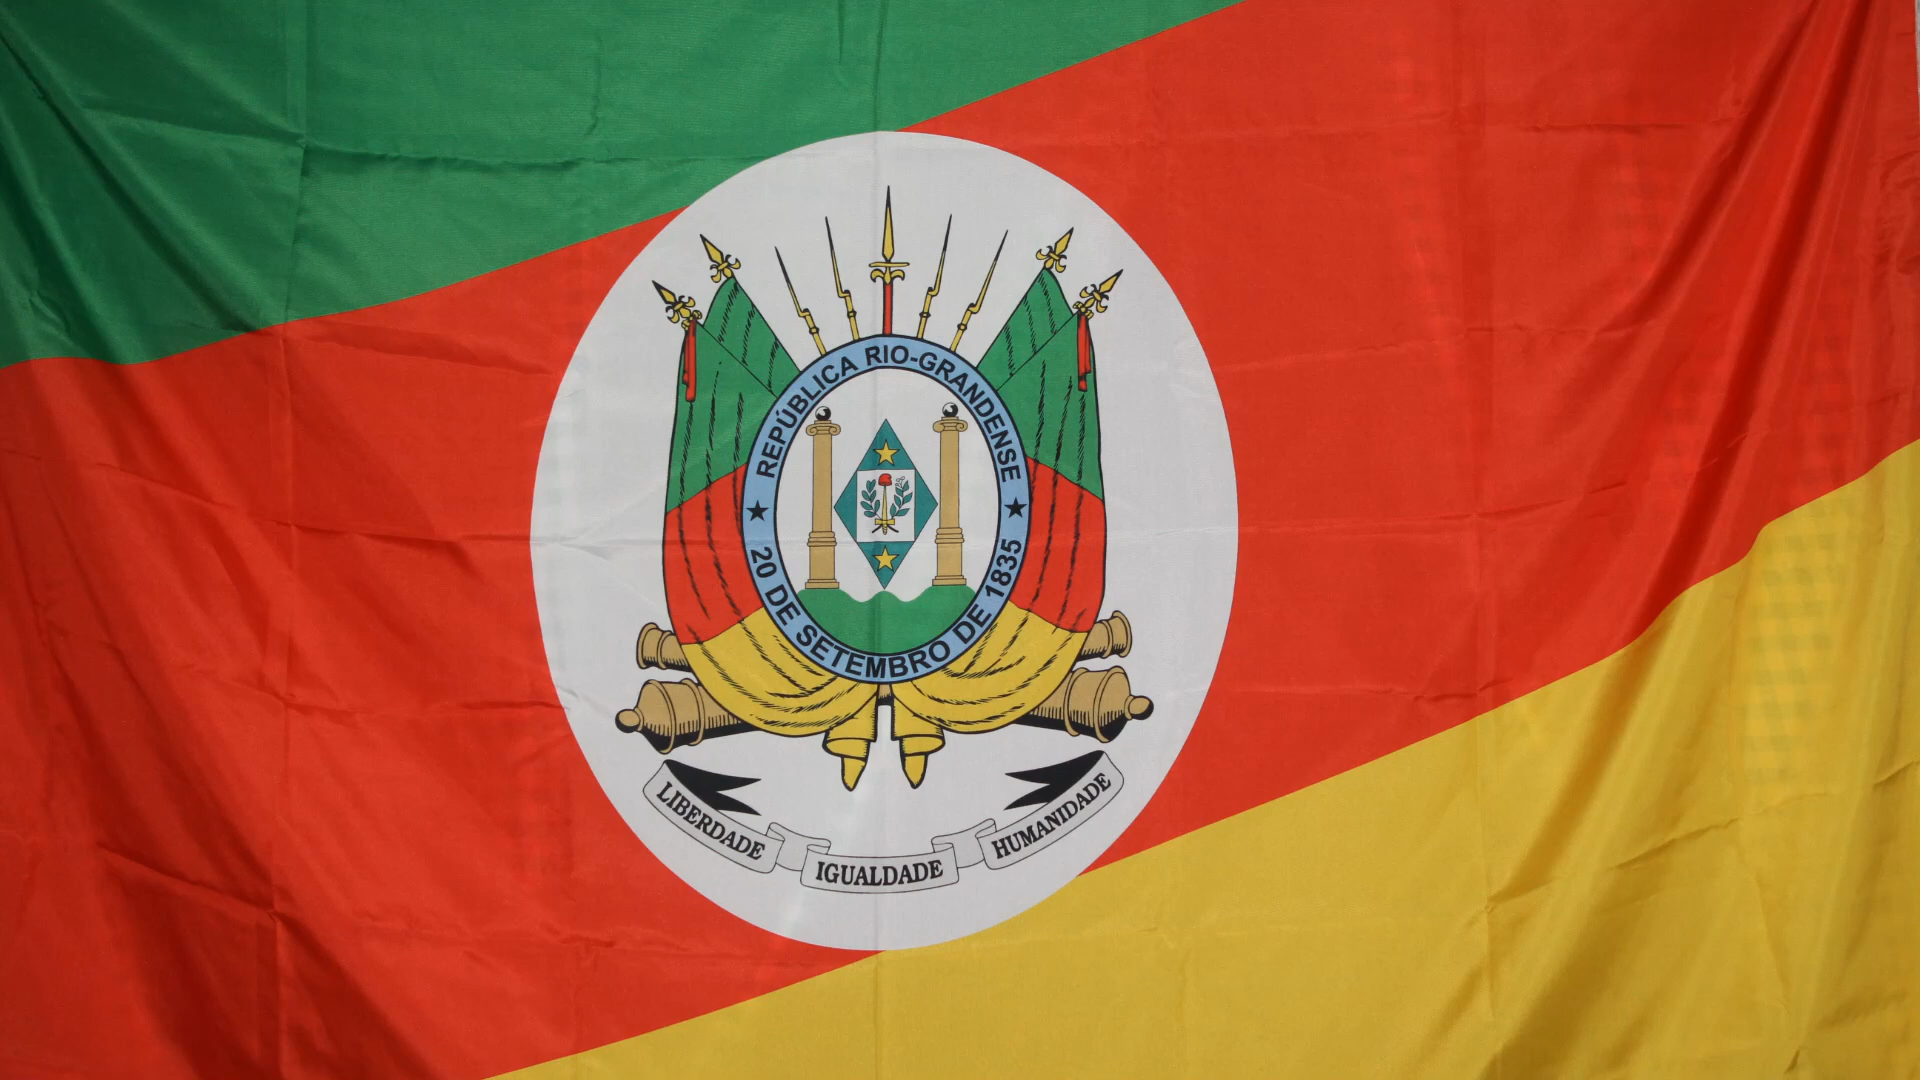 REPÚBLICA RIO-GRANDENSE
★ 20 DE SETEMBRO DE 1835 ★
LIBERDADE
IGUALDADE
HUMANIDADE